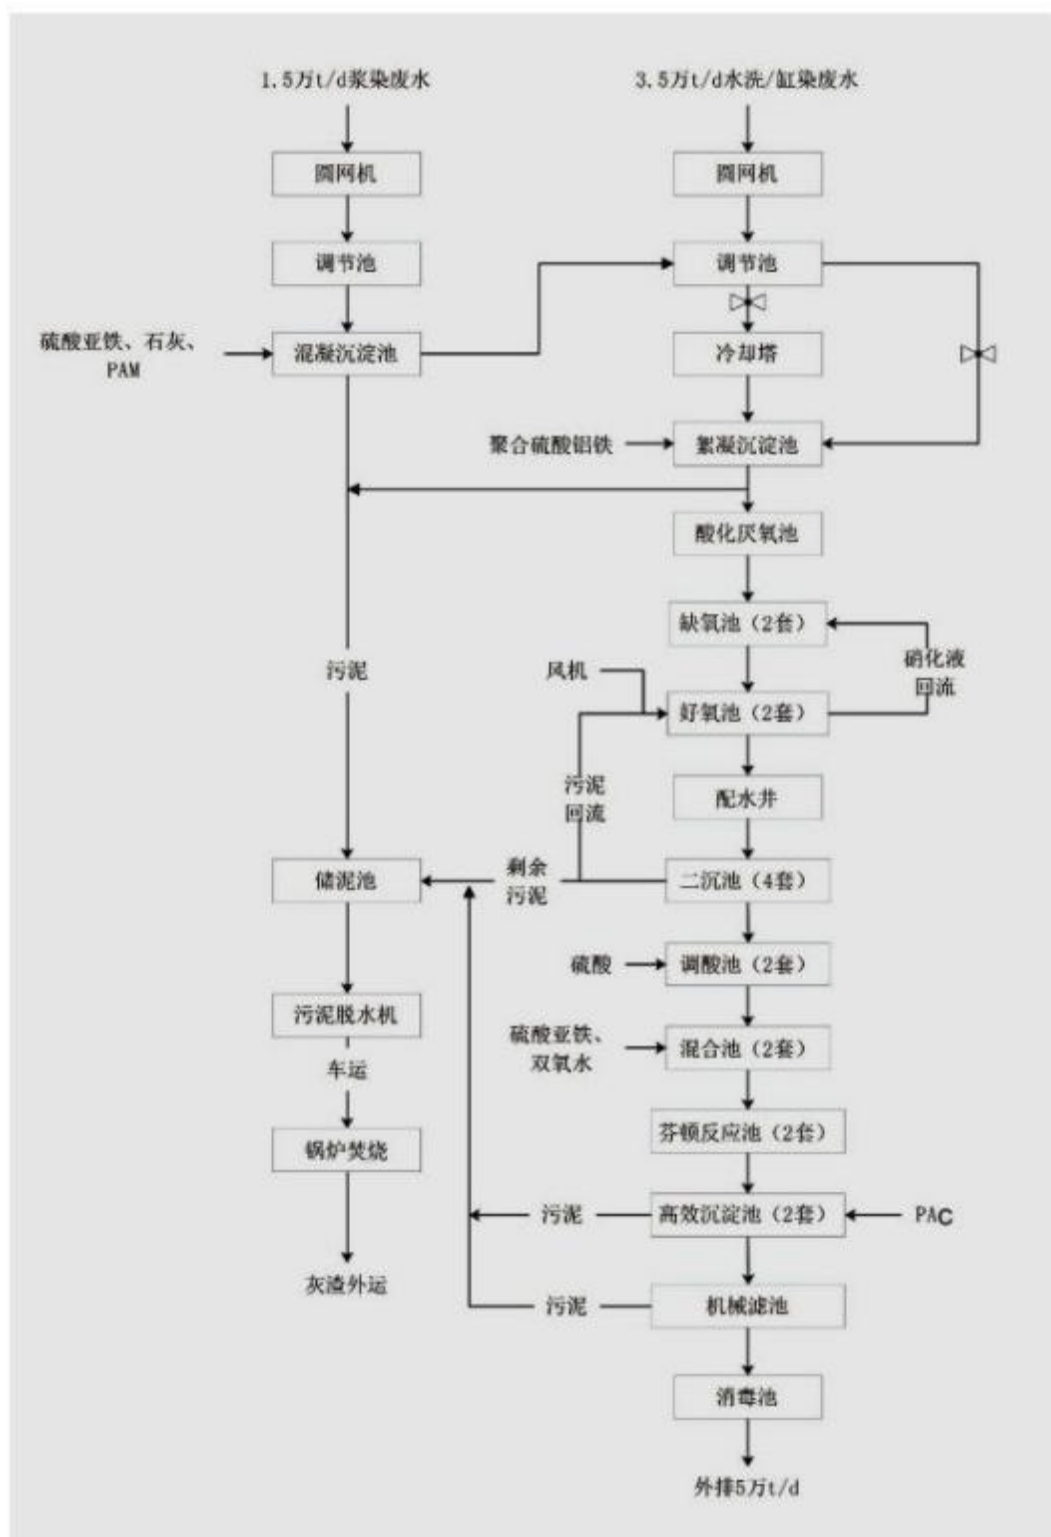 1.5万t/d浆染废水
3.5万t/d水洗/缸染废水
圆网机
圆网机
调节池
调节池
硫酸亚铁、石灰、
PAM
混凝沉淀池
冷却塔
聚合硫酸铝铁
絮凝沉淀池
酸化厌氧池
缺氧池（2套）
硝化液
回流
污泥
风机
好氧池（2套）
污泥
回流
配水井
储泥池
剩余
污泥
二沉池（4套）
硫酸
调酸池（2套）
污泥脱水机
硫酸亚铁、
双氧水
混合池（2套）
车运
锅炉焚烧
芬顿反应池（2套）
污泥
高效沉淀池（2套）
PAC
灰渣外运
污泥
机械滤池
消毒池
外排5万t/d